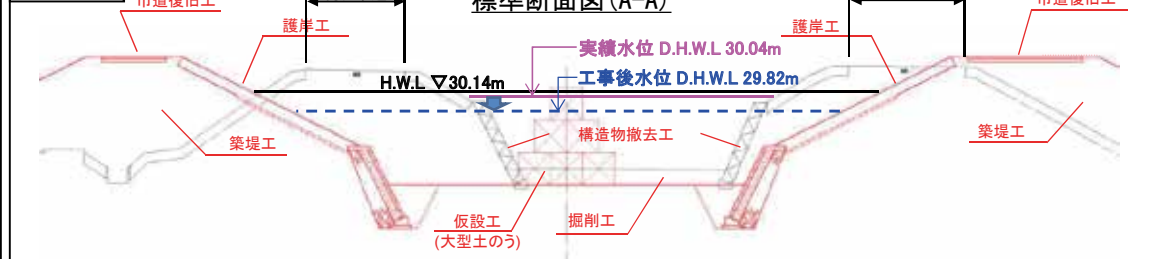 標準断面図(A-A)
市道復旧工
市道復旧工
護岸工
護岸工
実績水位 D.H.W.L 30.04m
H.W.L ▽30.14m
工事後水位 D.H.W.L 29.82m
築堤工
構造物撤去工
築堤工
仮設工
(大型土のう)
掘削工